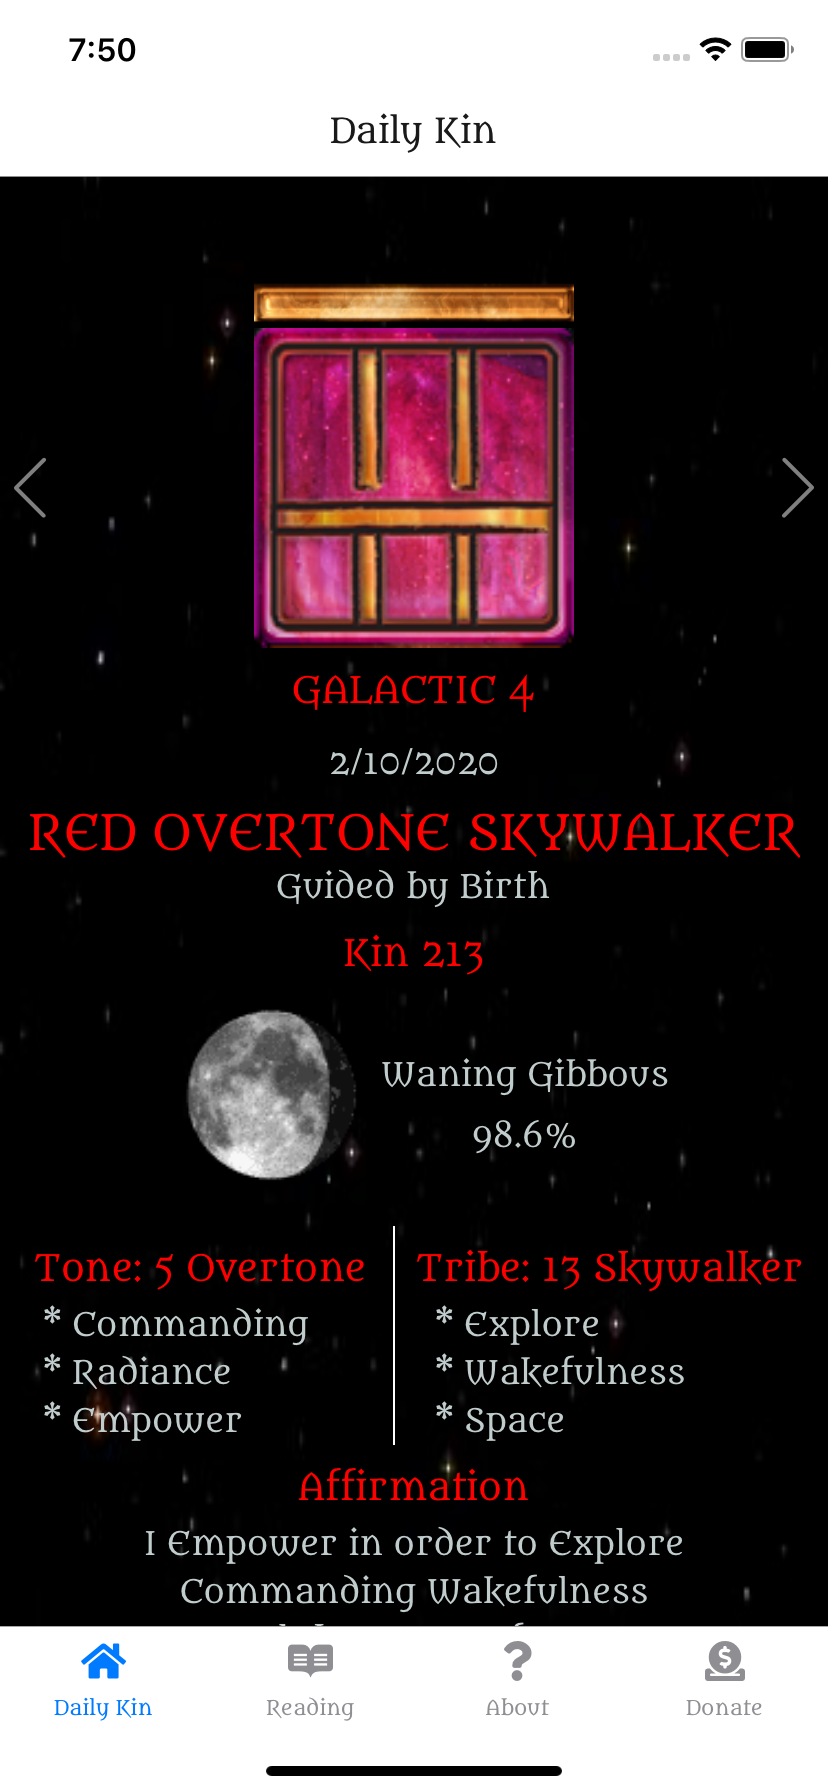 7:50
Daily Kin
GALACTIC 4
2/10/2020
RED OVERTONE SKYWALKER
Guided by Birth
Kin 213
Waning Gibbous
98.6%
Tone: 5 Overtone
* Commanding
* Radiance
* Empower
Tribe: 13 Skywalker
* Explore
* Wakefulness
* Space
Affirmation
I Empower in order to Explore
Commanding Wakefulness
Daily Kin
Reading
About
Donate